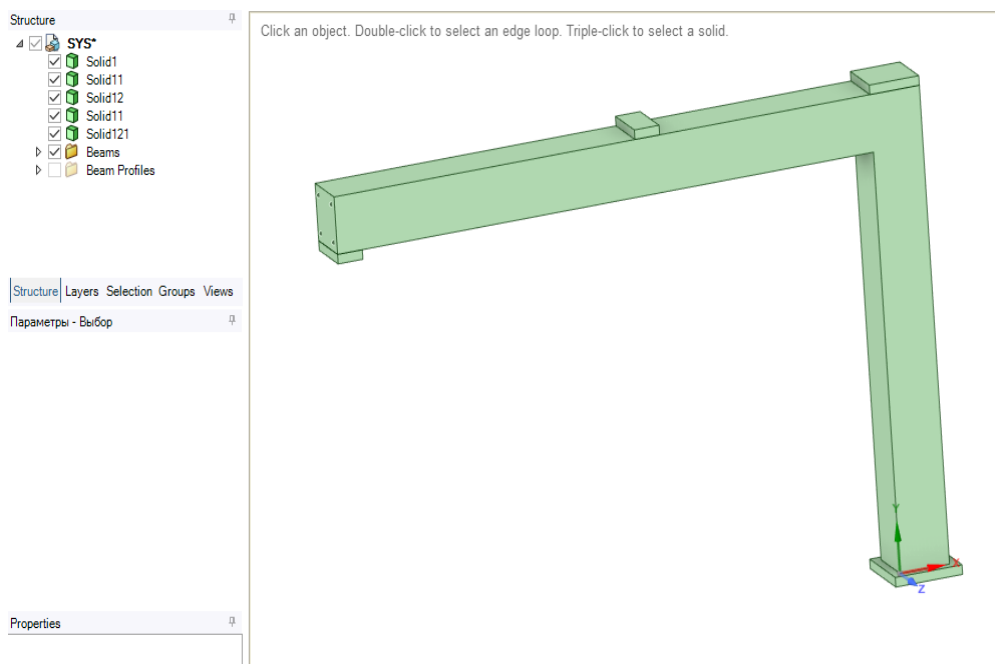 Structure
SYS*
Solid1
Solid11
Solid12
Solid11
Solid121
Beams
Beam Profiles
Structure Layers Selection Groups Views
Параметры - Выбор
Properties
Click an object. Double-click to select an edge loop. Triple-click to select a solid.
Y
X
Z